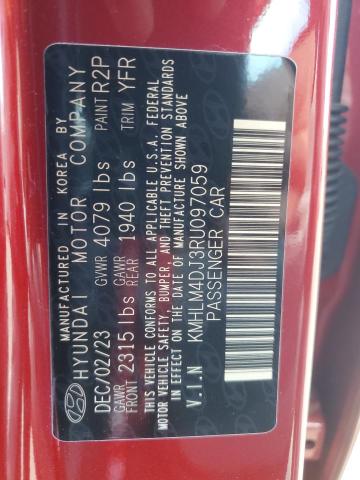 MANUFACTURED IN KOREA BY
HYUNDAI MOTOR COMPANY
DEC/02/23 GVWR 4079 lbs PAINT R2P
GAWR FRONT 2315 lbs GAWR REAR 1940 lbs TRIM YFR
THIS VEHICLE CONFORMS TO ALL APPLICABLE U.S.A. FEDERAL
MOTOR VEHICLE SAFETY, BUMPER, AND THEFT PREVENTION STANDARDS
IN EFFECT ON THE DATE OF MANUFACTURE SHOWN ABOVE
V.I.N KMHLM4DJ3RU097059
PASSENGER CAR